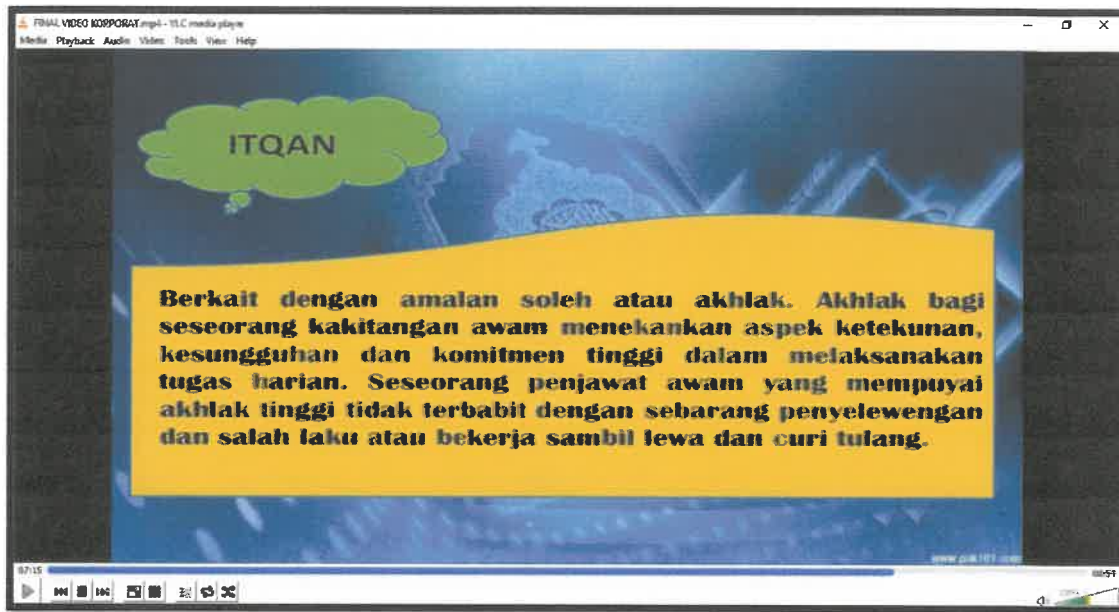 FINAL VIDEO KORPORAT.mp4 - VLC media player
Media Playback Audio Video Tools View Help
ITQAN
Berkait dengan amalan soleh atau akhlak. Akhlak bagi
seseorang kakitangan awam menekankan aspek ketekunan,
kesungguhan dan komitmen tinggi dalam melaksanakan
tugas harian. Seseorang penjawat awam yang mempuyai
akhlak tinggi tidak terbabit dengan sebarang penyelewengan
dan salah laku atau bekerja sambil lewa dan curi tulang.
07:15